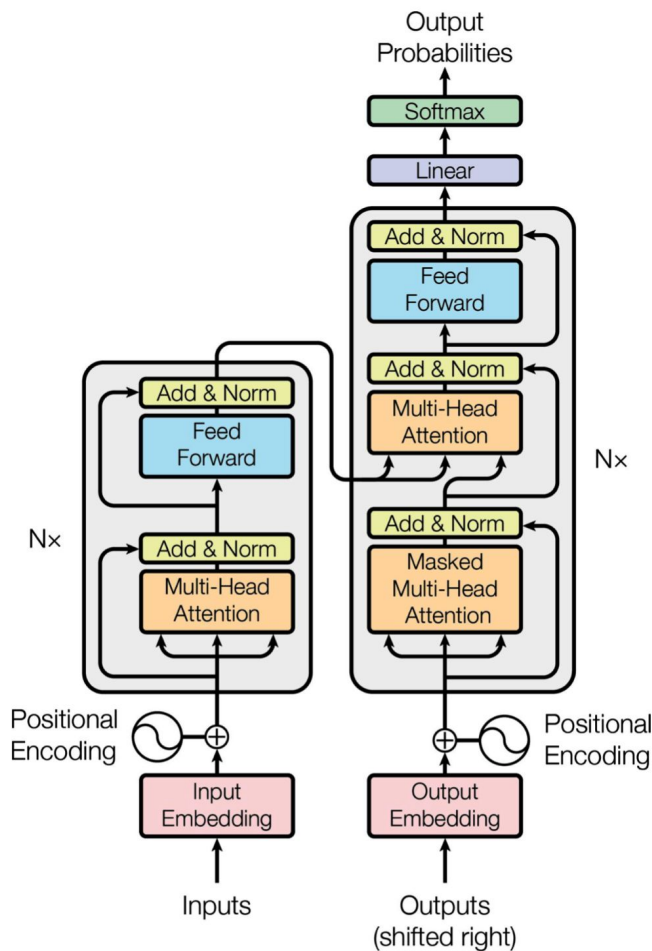 Output
Probabilities
Softmax
Linear
Add & Norm
Feed
Forward
Add & Norm
Multi-Head
Attention
Add & Norm
Masked
Multi-Head
Attention
Nx
Add & Norm
Feed
Forward
Add & Norm
Multi-Head
Attention
N×
Positional
Encoding
Positional
Encoding
Input
Embedding
Output
Embedding
Inputs
Outputs
(shifted right)